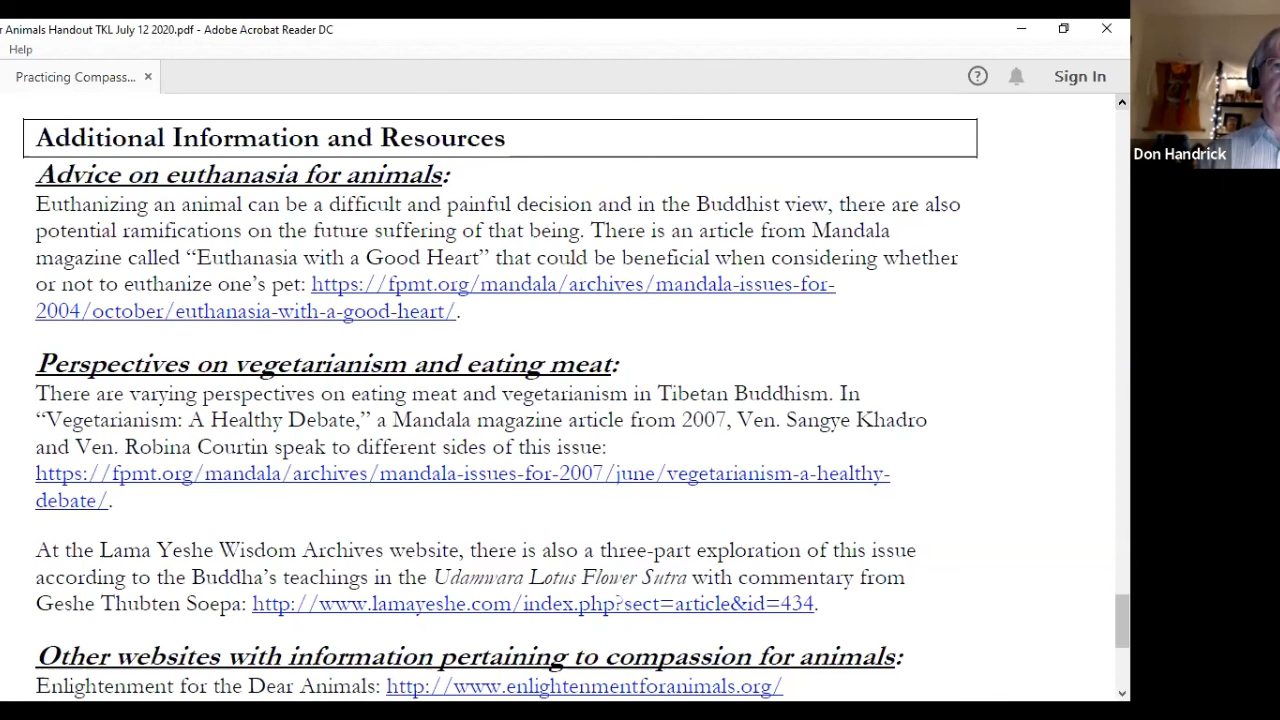 r Animals Handout TKL July 12 2020.pdf - Adobe Acrobat Reader DC
Help
Practicing Compass... ×
Sign In
Don Handrick
Additional Information and Resources
Advice on euthanasia for animals:
Euthanizing an animal can be a difficult and painful decision and in the Buddhist view, there are also
potential ramifications on the future suffering of that being. There is an article from Mandala
magazine called “Euthanasia with a Good Heart” that could be beneficial when considering whether
or not to euthanize one’s pet: https://fpmt.org/mandala/archives/mandala-issues-for-
2004/october/euthanasia-with-a-good-heart/.
Perspectives on vegetarianism and eating meat:
There are varying perspectives on eating meat and vegetarianism in Tibetan Buddhism. In
“Vegetarianism: A Healthy Debate,” a Mandala magazine article from 2007, Ven. Sangye Khadro
and Ven. Robina Courtin speak to different sides of this issue:
https://fpmt.org/mandala/archives/mandala-issues-for-2007/june/vegetarianism-a-healthy-
debate/.
At the Lama Yeshe Wisdom Archives website, there is also a three-part exploration of this issue
according to the Buddha’s teachings in the Udamwara Lotus Flower Sutra with commentary from
Geshe Thubten Soepa: http://www.lamayeshe.com/index.php?sect=article&id=434.
Other websites with information pertaining to compassion for animals:
Enlightenment for the Dear Animals: http://www.enlightenmentforanimals.org/